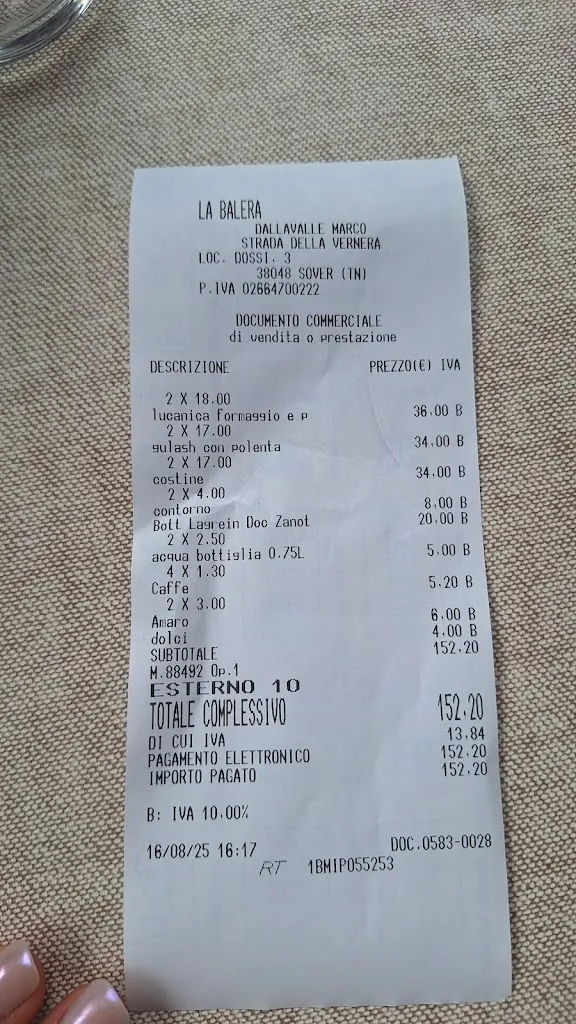 LA BALERA
DALLAVALLE MARCO
STRADA DELLA VERNERA
LOC. DOSSI, 3
38048 SOVER (TN)
P.IVA 02664700222
DOCUMENTO COMMERCIALE
di vendita o prestazione
DESCRIZIONE PREZZO(€) IVA
2 X 18.00
lucanica formaggio e p 36,00 B
2 X 17.00
gulash con polenta 34,00 B
2 X 17.00
costine 34,00 B
2 X 4.00
contorno 8,00 B
Bott Lagrein Doc Zanot 20,00 B
2 X 2.50
acqua bottiglia 0.75L 5,00 B
4 X 1.30
Caffe 5,20 B
2 X 3.00
Amaro 6,00 B
dolci 4,00 B
SUBTOTALE 152,20
M.88492 Op.1
ESTERNO 10
TOTALE COMPLESSIVO 152,20
DI CUI IVA 13,84
PAGAMENTO ELETTRONICO 152,20
IMPORTO PAGATO 152,20
B: IVA 10,00%
16/08/25 16:17 DOC.0583-0028
RT 1BMIP055253